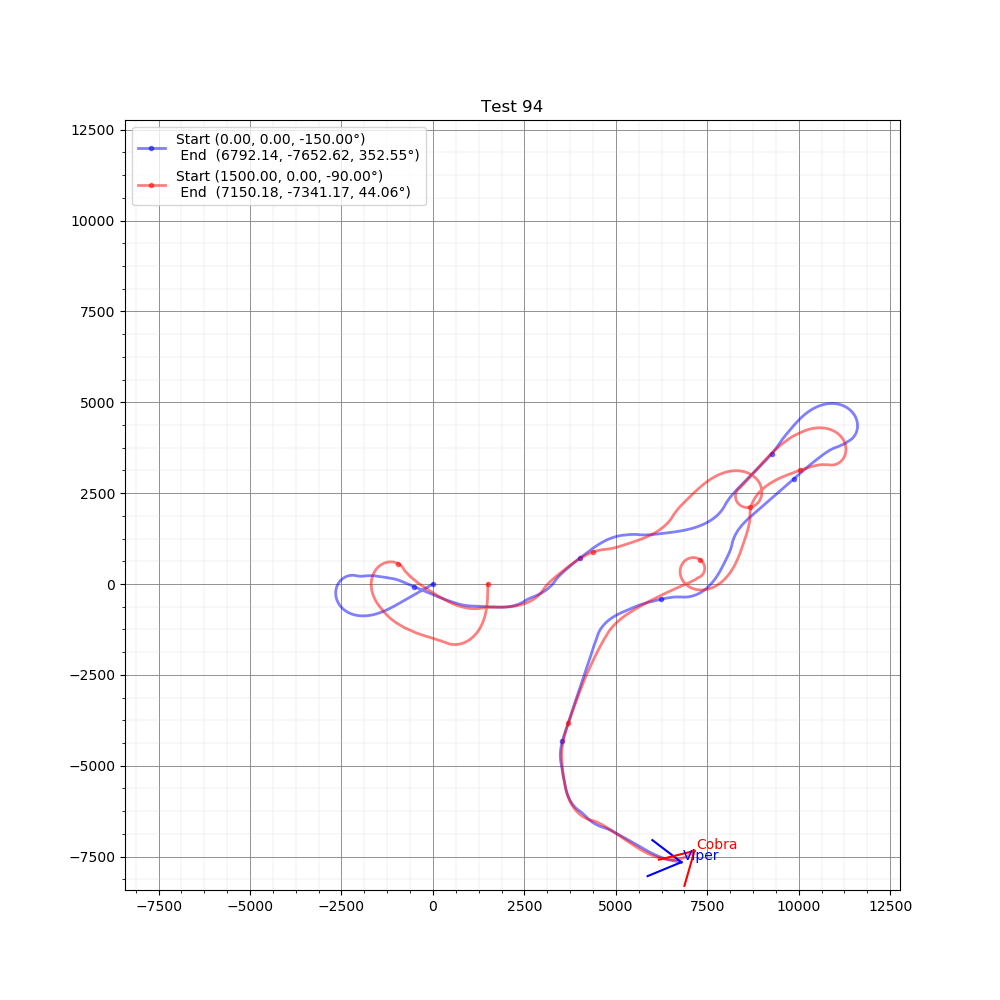 Test 94
Start (0.00, 0.00, -150.00°)
End (6792.14, -7652.62, 352.55°)
Start (1500.00, 0.00, -90.00°)
End (7150.18, -7341.17, 44.06°)
12500
10000
7500
5000
2500
0
−2500
−5000
−7500
Cobra
Viper
−7500 −5000 −2500 0 2500 5000 7500 10000 12500